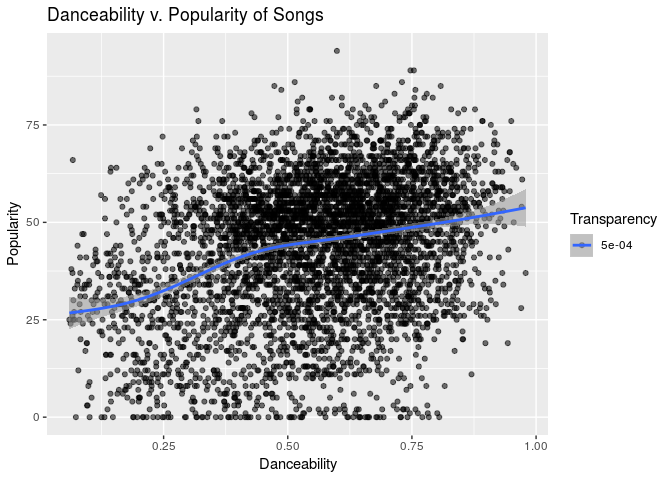 Danceability v. Popularity of Songs
Popularity
75
50
25
0
0.25 0.50 0.75 1.00
Danceability
Transparency
5e-04